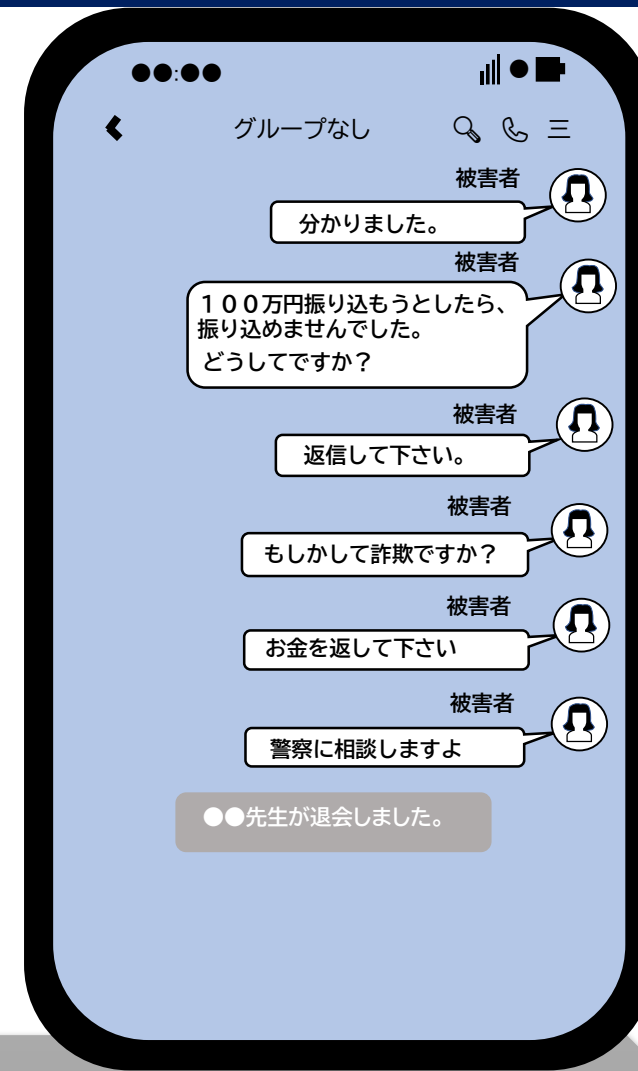 ●●:●●
グループなし
被害者
分かりました。
被害者
１００万円振り込もうとしたら、
振り込めませんでした。
どうしてですか？
被害者
返信して下さい。
被害者
もしかして詐欺ですか？
被害者
お金を返して下さい
被害者
警察に相談しますよ
●●先生が退会しました。